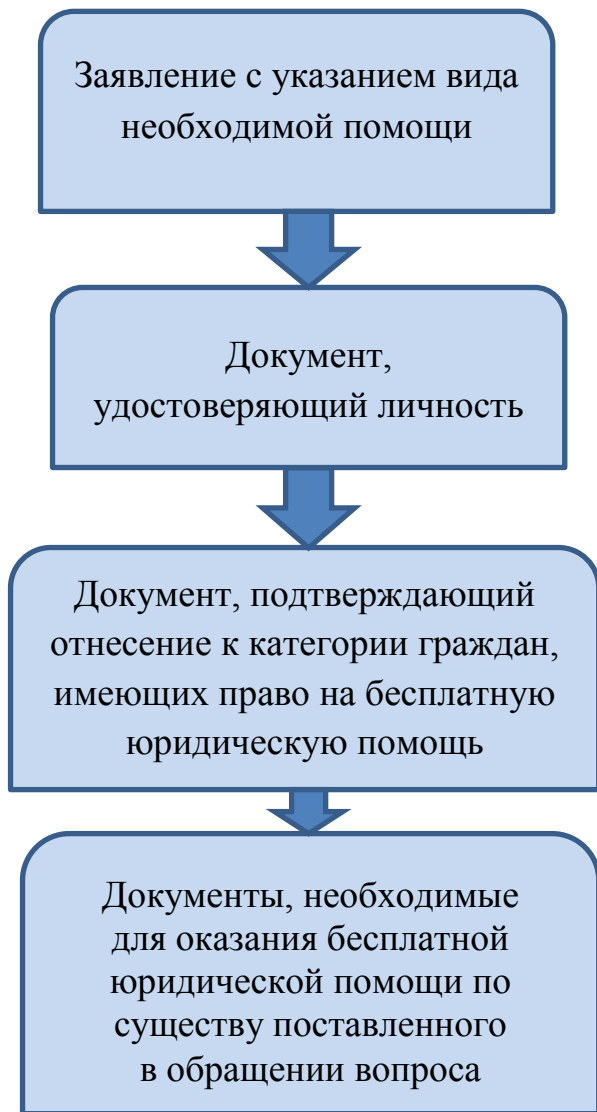 Заявление с указанием вида
необходимой помощи
Документ,
удостоверяющий личность
Документ, подтверждающий
отнесение к категории граждан,
имеющих право на бесплатную
юридическую помощь
Документы, необходимые
для оказания бесплатной
юридической помощи по
существу поставленного
в обращении вопроса